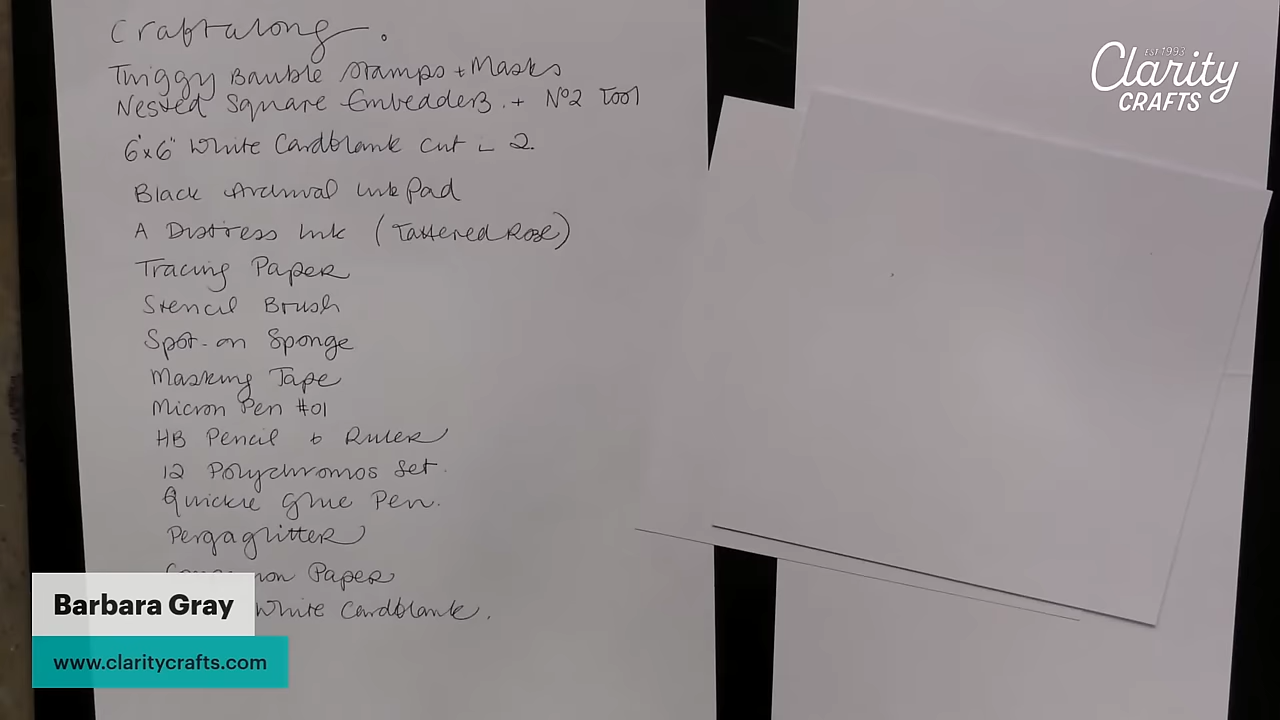 Craftalong.
Twiggy Bauble Stamps + Masks
Nested Square Embedders. + Nº2 Tool
6"x6" White Cardblank cut in 2.
Black Archival Ink Pad
A Distress Ink (Tattered Rose)
Tracing Paper
Stencil Brush
Spot-on Sponge
Masking Tape
Micron Pen #01
HB Pencil & Ruler
12 Polychromos Set.
Quickie Glue Pen.
Pergaglitter
Paper
White Cardblank.
EST 1993
Clarity
CRAFTS
Barbara Gray
www.claritycrafts.com